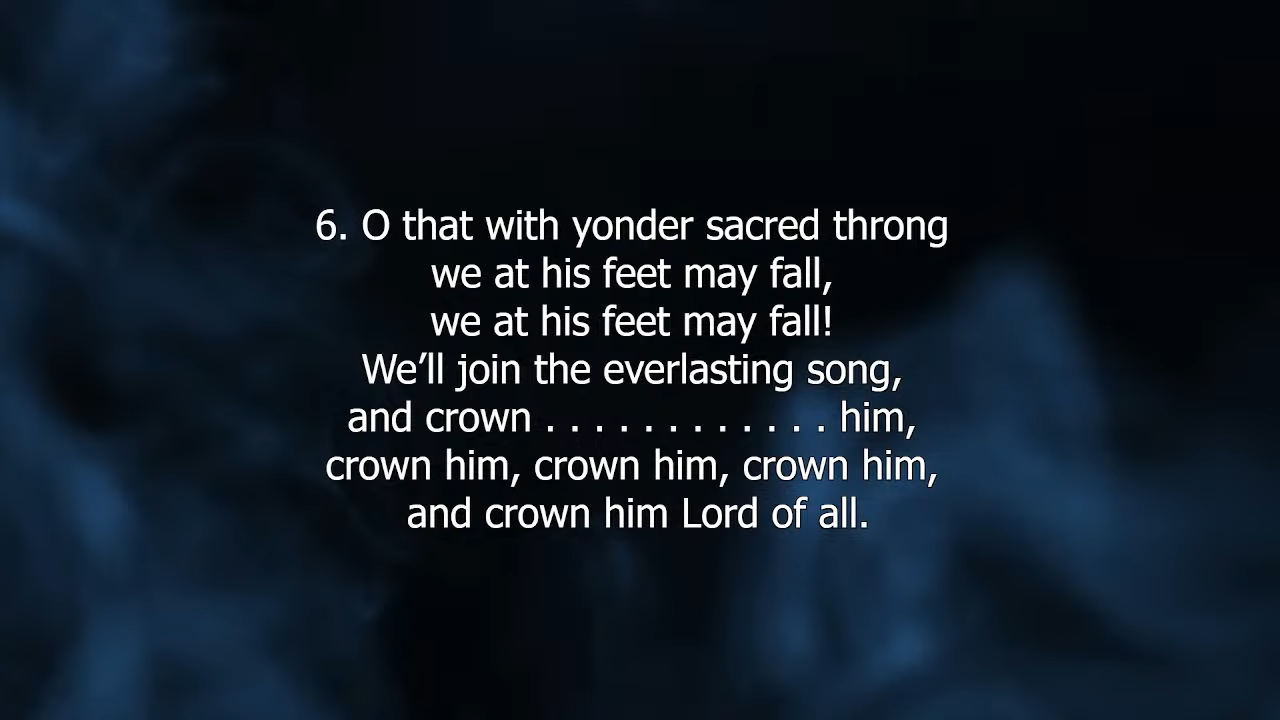 6. O that with yonder sacred throng
we at his feet may fall,
we at his feet may fall!
We’ll join the everlasting song,
and crown . . . . . . . . . . . . him,
crown him, crown him, crown him,
and crown him Lord of all.